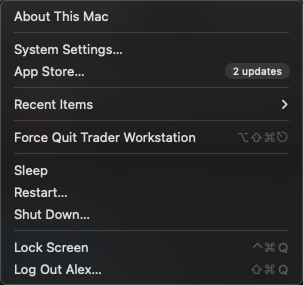 About This Mac
System Settings...
App Store... 2 updates
Recent Items
Force Quit Trader Workstation ⌥⇧⌘⎋
Sleep
Restart...
Shut Down...
Lock Screen ^⌘Q
Log Out Alex... ⇧⌘Q